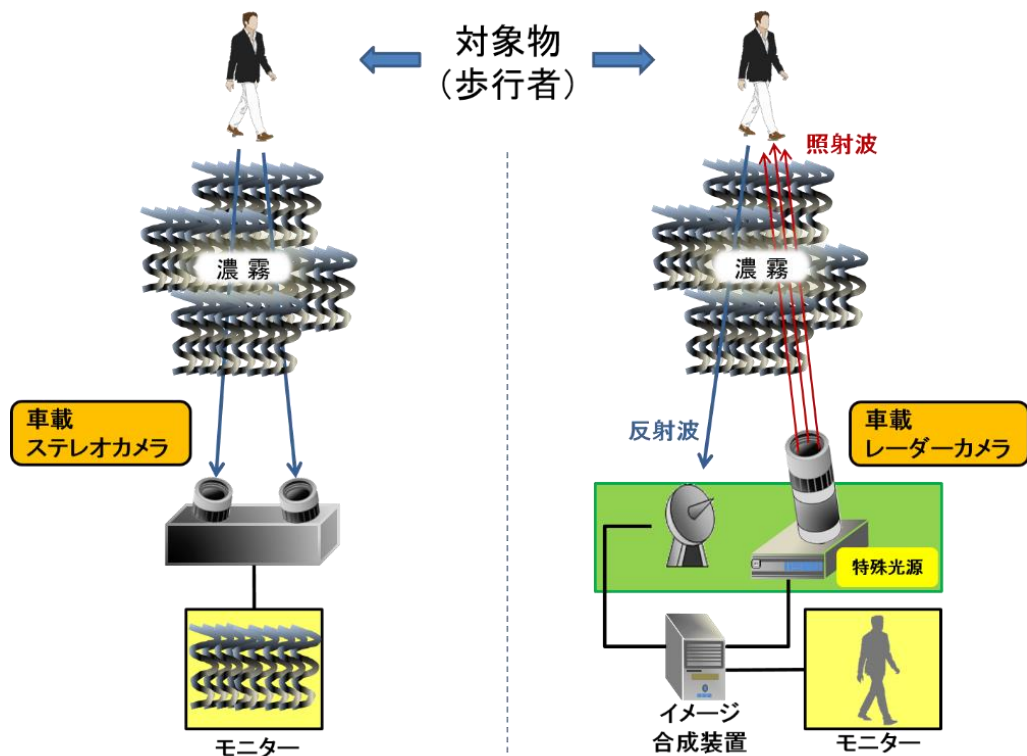 対象物
（歩行者）
照射波
濃霧
濃霧
車載
ステレオカメラ
反射波
車載
レーダーカメラ
特殊光源
モニター
イメージ
合成装置
モニター